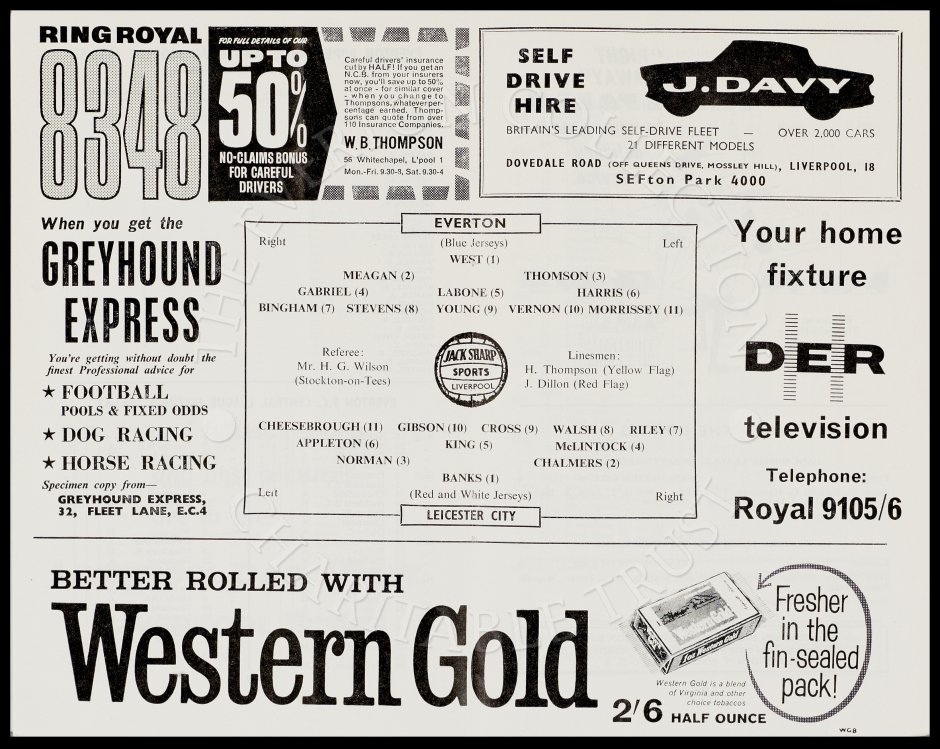 RING ROYAL
8348
FOR FULL DETAILS OF OUR
UP TO
50%
NO-CLAIMS BONUS
FOR CAREFUL
DRIVERS
Careful drivers' insurance
cut by HALF! If you get an
N.C.B. from your insurers
now, you'll save up to 50%
at once - for similar cover
- when you change to
Thompsons, whatever per-
centage earned. Thomp-
sons can quote from over
110 Insurance Companies.
W. B. THOMPSON
56 Whitechapel, L'pool 1
Mon.-Fri. 9.30-8, Sat. 9.30-4
SELF
DRIVE
HIRE
J. DAVY
BRITAIN'S LEADING SELF-DRIVE FLEET — OVER 2,000 CARS
21 DIFFERENT MODELS
DOVEDALE ROAD (OFF QUEENS DRIVE, MOSSLEY HILL), LIVERPOOL, 18
SEFton Park 4000
When you get the
GREYHOUND
EXPRESS
You're getting without doubt the
finest Professional advice for
★ FOOTBALL
POOLS & FIXED ODDS
★ DOG RACING
★ HORSE RACING
Specimen copy from—
GREYHOUND EXPRESS,
32, FLEET LANE, E.C.4
EVERTON
Right (Blue Jerseys) Left
WEST (1)
MEAGAN (2) THOMSON (3)
GABRIEL (4) LABONE (5) HARRIS (6)
BINGHAM (7) STEVENS (8) YOUNG (9) VERNON (10) MORRISSEY (11)
Referee:
Mr. H. G. Wilson
(Stockton-on-Tees)
JACK SHARP
SPORTS
LIVERPOOL
Linesmen:
H. Thompson (Yellow Flag)
J. Dillon (Red Flag)
CHEESEBROUGH (11) GIBSON (10) CROSS (9) WALSH (8) RILEY (7)
APPLETON (6) KING (5) McLINTOCK (4)
NORMAN (3) CHALMERS (2)
BANKS (1)
Left (Red and White Jerseys) Right
LEICESTER CITY
Your home
fixture
DER
television
Telephone:
Royal 9105/6
BETTER ROLLED WITH
Western Gold
Western Gold
1oz Western Gold
Western Gold is a blend
of Virginia and other
choice tobaccos
2/6 HALF OUNCE
Fresher
in the
fin-sealed
pack!
WGB
THE EVERTON COLLECTION
CHARITABLE TRUST